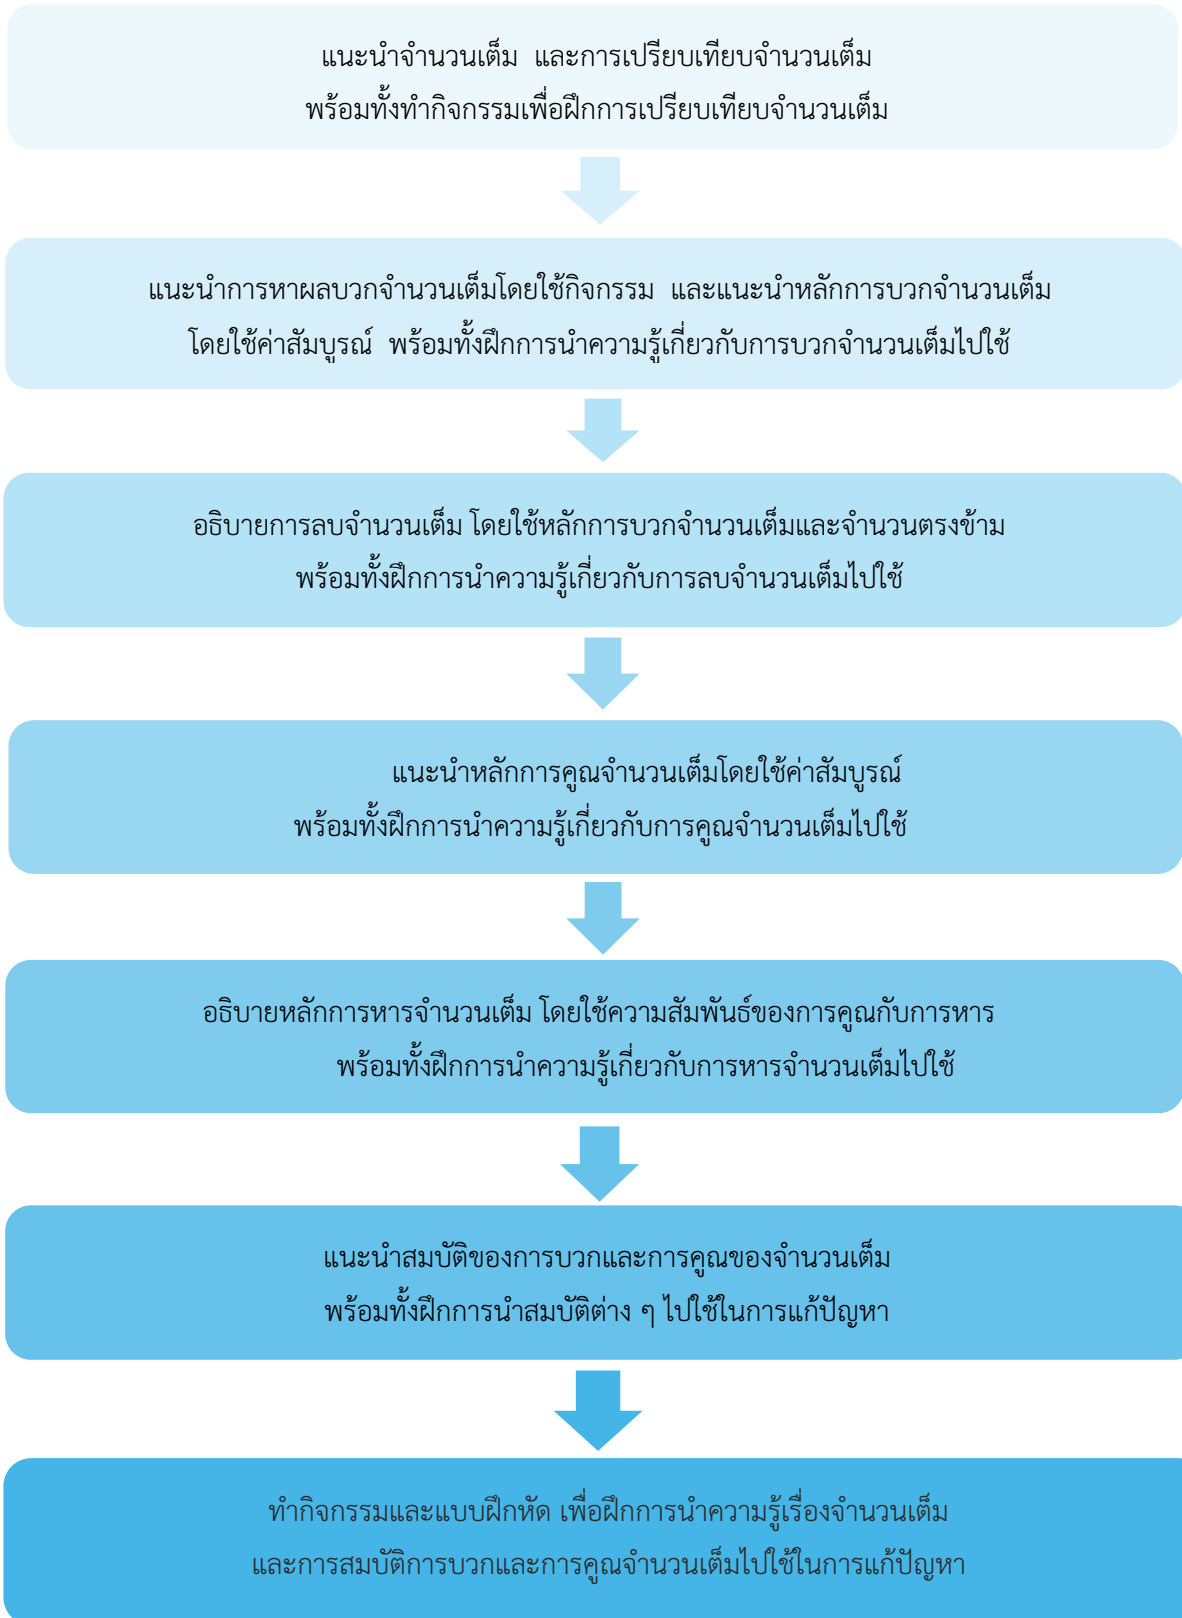 แนะนำจำนวนเต็ม และการเปรียบเทียบจำนวนเต็ม
พร้อมทั้งทำกิจกรรมเพื่อฝึกการเปรียบเทียบจำนวนเต็ม
แนะนำการหาผลบวกจำนวนเต็มโดยใช้กิจกรรม และแนะนำหลักการบวกจำนวนเต็ม
โดยใช้ค่าสัมบูรณ์ พร้อมทั้งฝึกการนำความรู้เกี่ยวกับการบวกจำนวนเต็มไปใช้
อธิบายการลบจำนวนเต็ม โดยใช้หลักการบวกจำนวนเต็มและจำนวนตรงข้าม
พร้อมทั้งฝึกการนำความรู้เกี่ยวกับการลบจำนวนเต็มไปใช้
แนะนำหลักการคูณจำนวนเต็มโดยใช้ค่าสัมบูรณ์
พร้อมทั้งฝึกการนำความรู้เกี่ยวกับการคูณจำนวนเต็มไปใช้
อธิบายหลักการหารจำนวนเต็ม โดยใช้ความสัมพันธ์ของการคูณกับการหาร
พร้อมทั้งฝึกการนำความรู้เกี่ยวกับการหารจำนวนเต็มไปใช้
แนะนำสมบัติของการบวกและการคูณของจำนวนเต็ม
พร้อมทั้งฝึกการนำสมบัติต่าง ๆ ไปใช้ในการแก้ปัญหา
ทำกิจกรรมและแบบฝึกหัด เพื่อฝึกการนำความรู้เรื่องจำนวนเต็ม
และการสมบัติการบวกและการคูณจำนวนเต็มไปใช้ในการแก้ปัญหา